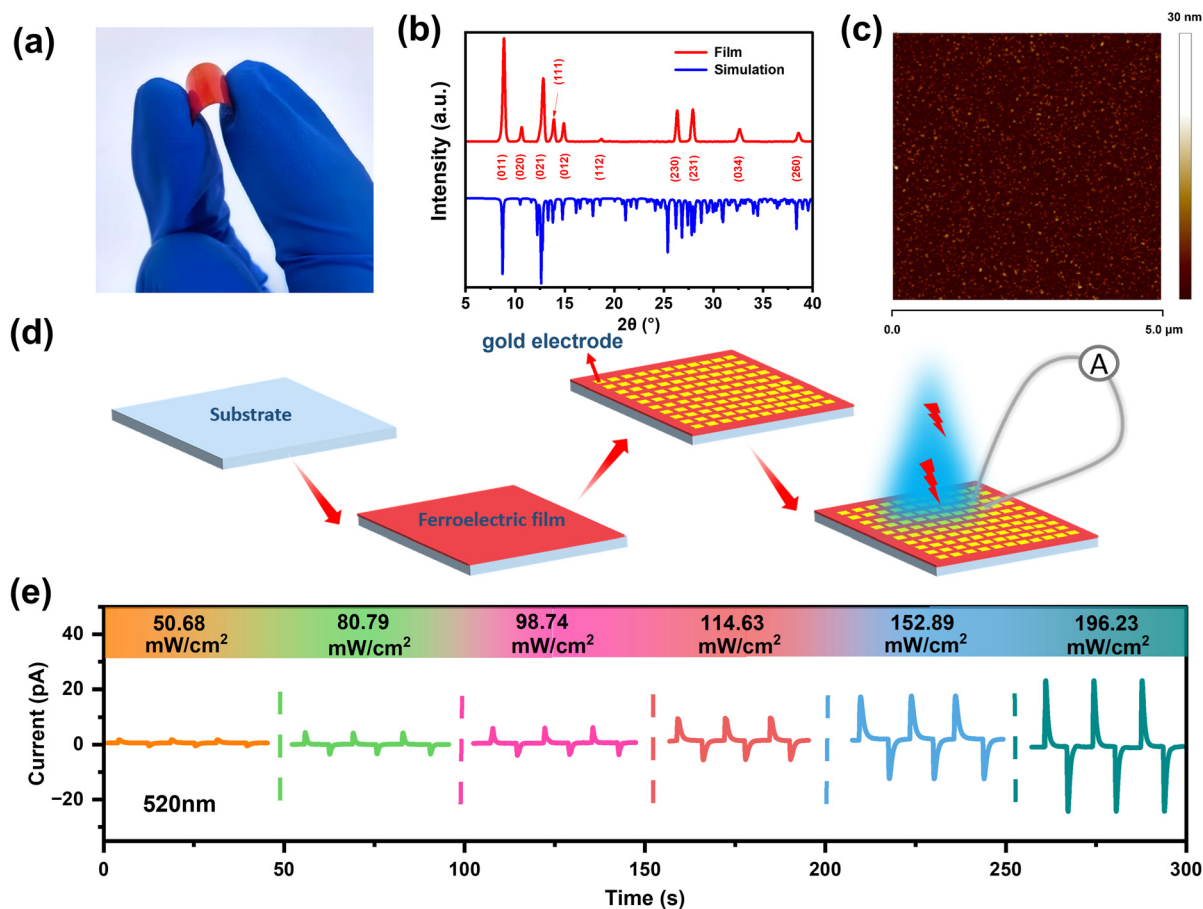 (a)
(b)
Intensity (a.u.)
Film
Simulation
(111)
(011)
(020)
(021)
(012)
(112)
(230)
(231)
(034)
(260)
5 10 15 20 25 30 35 40
2θ (°)
(c)
30 nm
0.0
5.0 µm
(d)
Substrate
Ferroelectric film
gold electrode
A
(e)
50.68
mW/cm²
80.79
mW/cm²
98.74
mW/cm²
114.63
mW/cm²
152.89
mW/cm²
196.23
mW/cm²
Current (pA)
40
20
0
−20
520nm
0 50 100 150 200 250 300
Time (s)